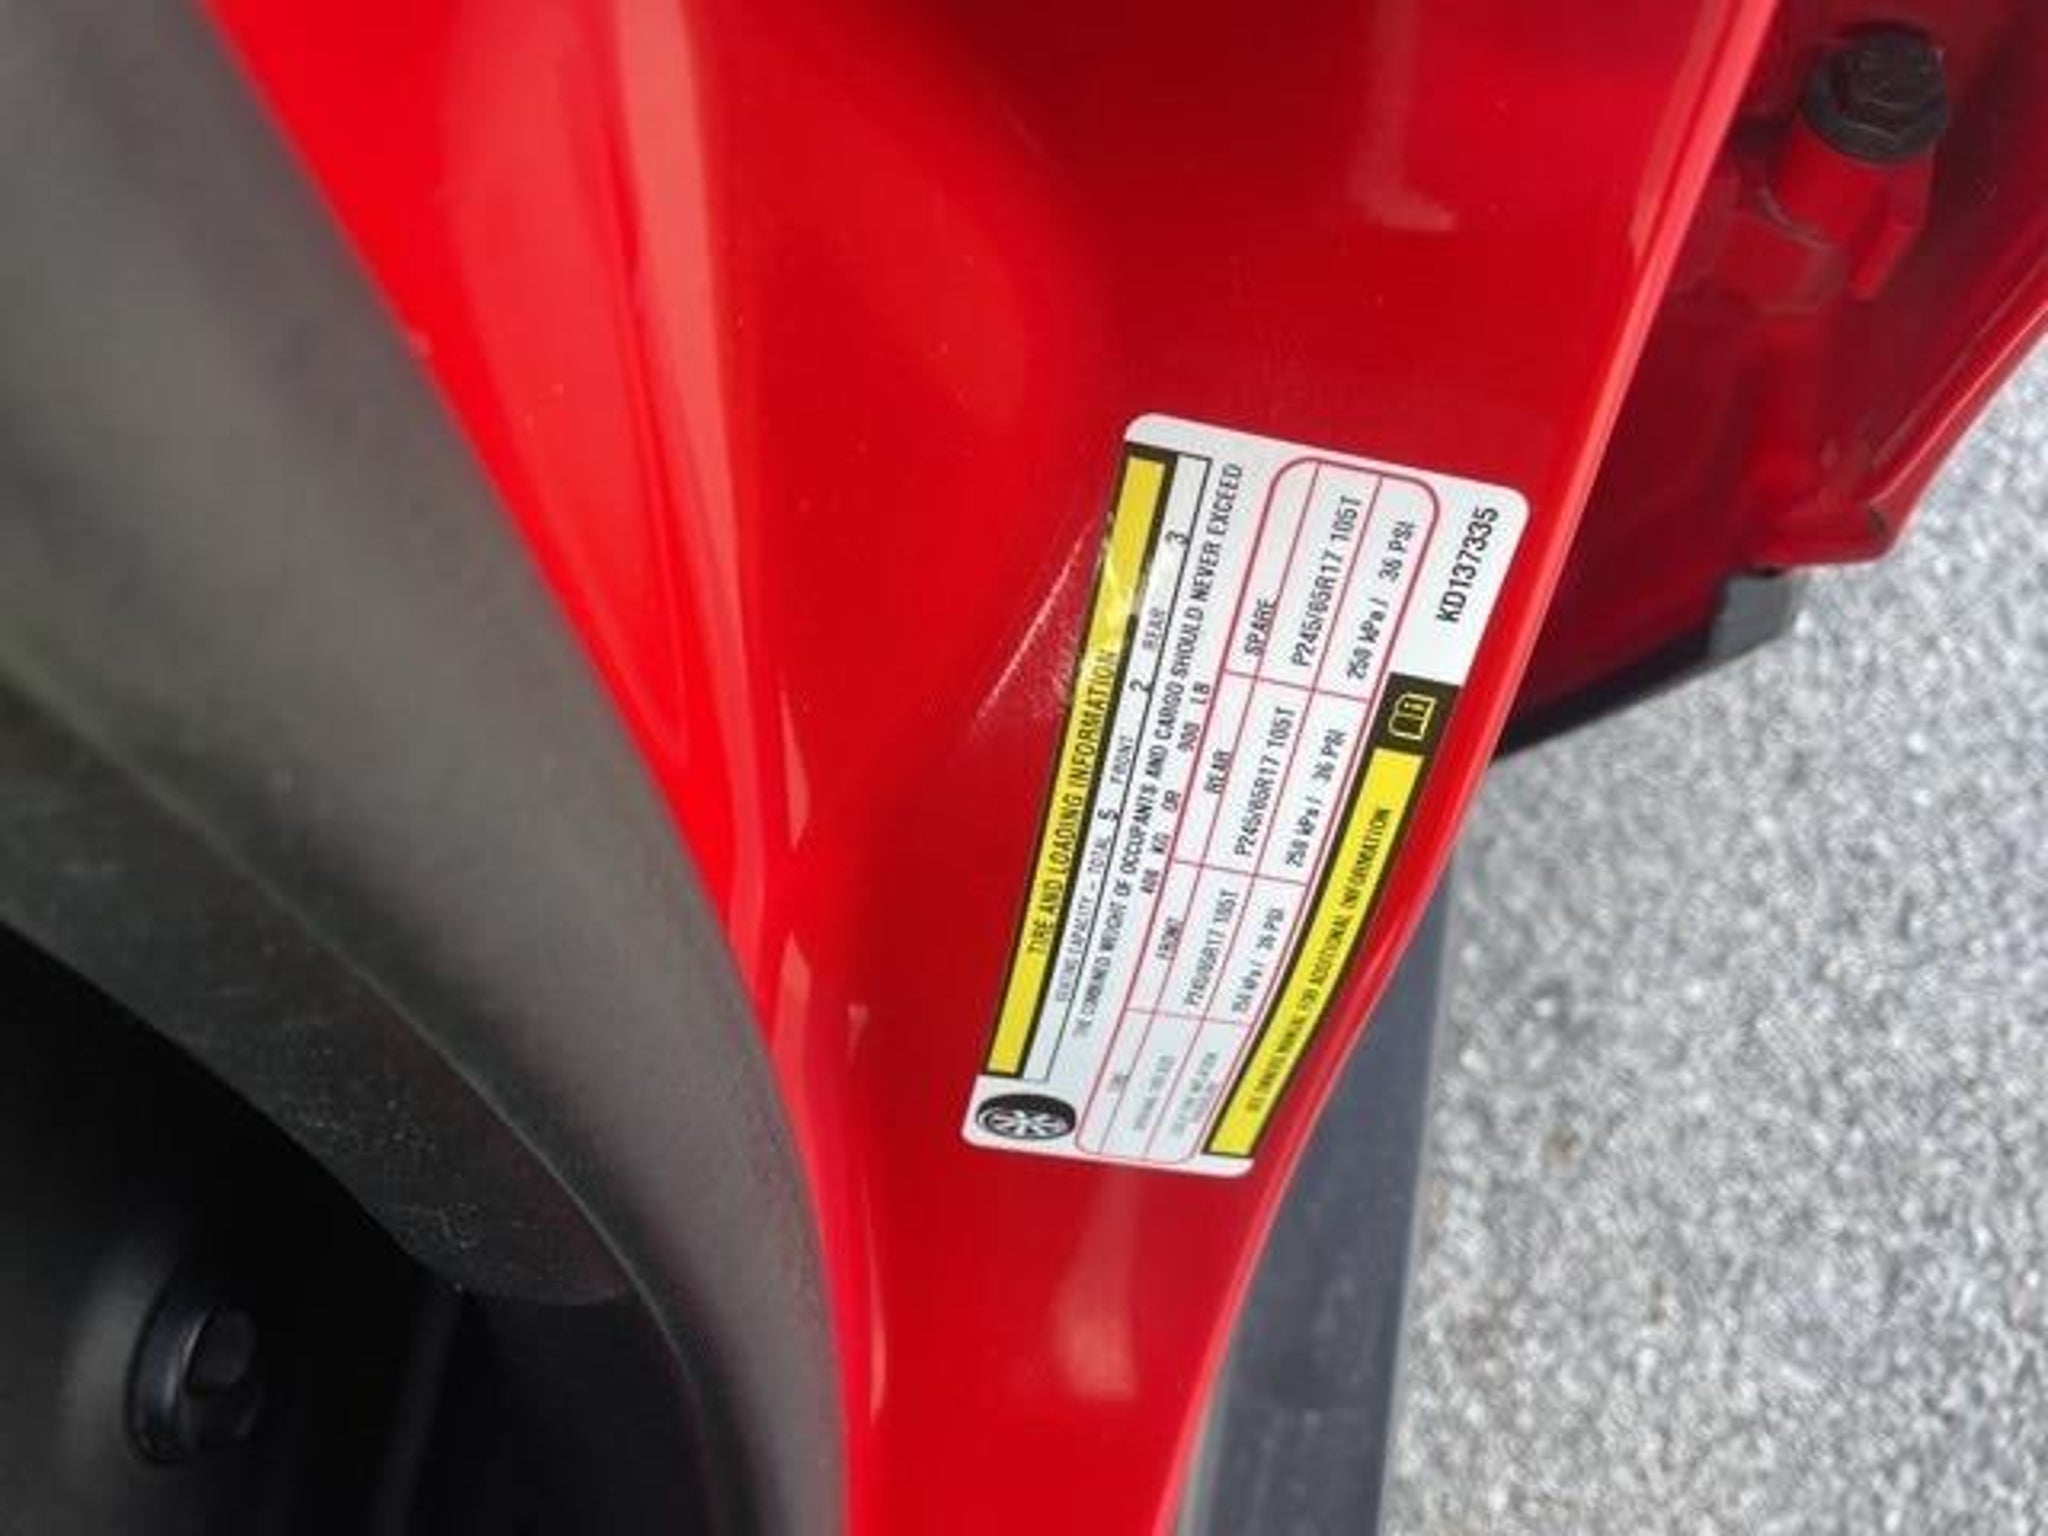 TIRE AND LOADING INFORMATION
SEATING CAPACITY - TOTAL 5 FRONT 2 REAR 3
THE COMBINED WEIGHT OF OCCUPANTS AND CARGO SHOULD NEVER EXCEED
408 KG OR 900 LB
FRONT REAR SPARE
P245/65R17 105T P245/65R17 105T P245/65R17 105T
250 kPa / 36 PSI 250 kPa / 36 PSI 250 kPa / 36 PSI
SEE OWNERS MANUAL FOR ADDITIONAL INFORMATION
KD137335